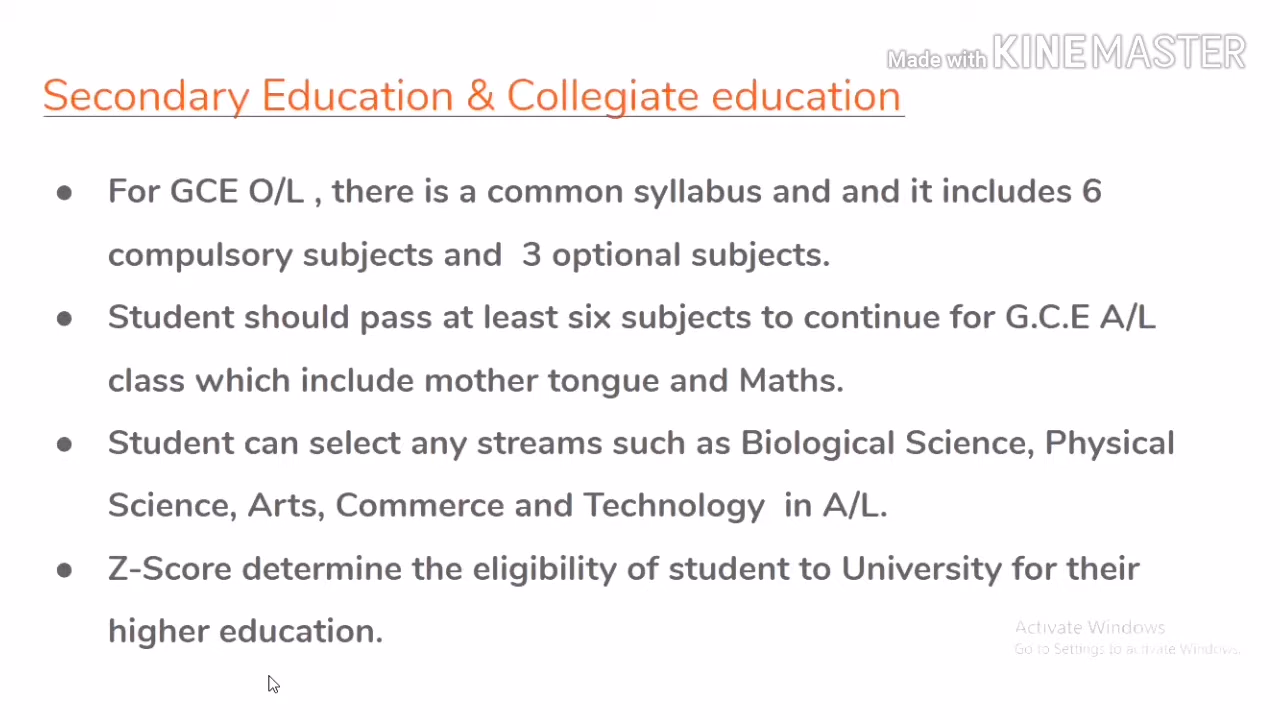 Made with KINEMASTER
Secondary Education & Collegiate education
● For GCE O/L , there is a common syllabus and and it includes 6
compulsory subjects and 3 optional subjects.
● Student should pass at least six subjects to continue for G.C.E A/L
class which include mother tongue and Maths.
● Student can select any streams such as Biological Science, Physical
Science, Arts, Commerce and Technology in A/L.
● Z-Score determine the eligibility of student to University for their
higher education.
Activate Windows
Go to Settings to activate Windows.